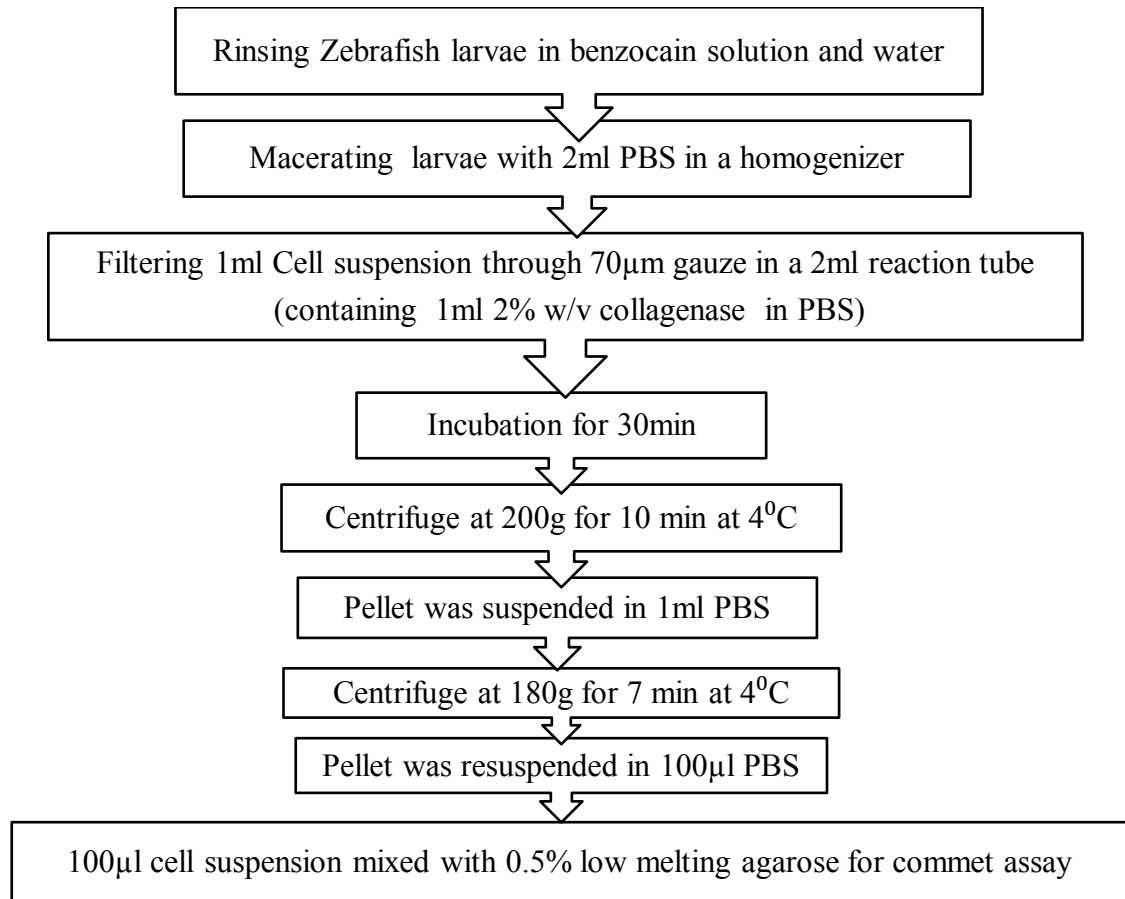 Rinsing Zebrafish larvae in benzocain solution and water
Macerating larvae with 2ml PBS in a homogenizer
Filtering 1ml Cell suspension through 70µm gauze in a 2ml reaction tube
(containing 1ml 2% w/v collagenase in PBS)
Incubation for 30min
Centrifuge at 200g for 10 min at 4⁰C
Pellet was suspended in 1ml PBS
Centrifuge at 180g for 7 min at 4⁰C
Pellet was resuspended in 100µl PBS
100µl cell suspension mixed with 0.5% low melting agarose for commet assay